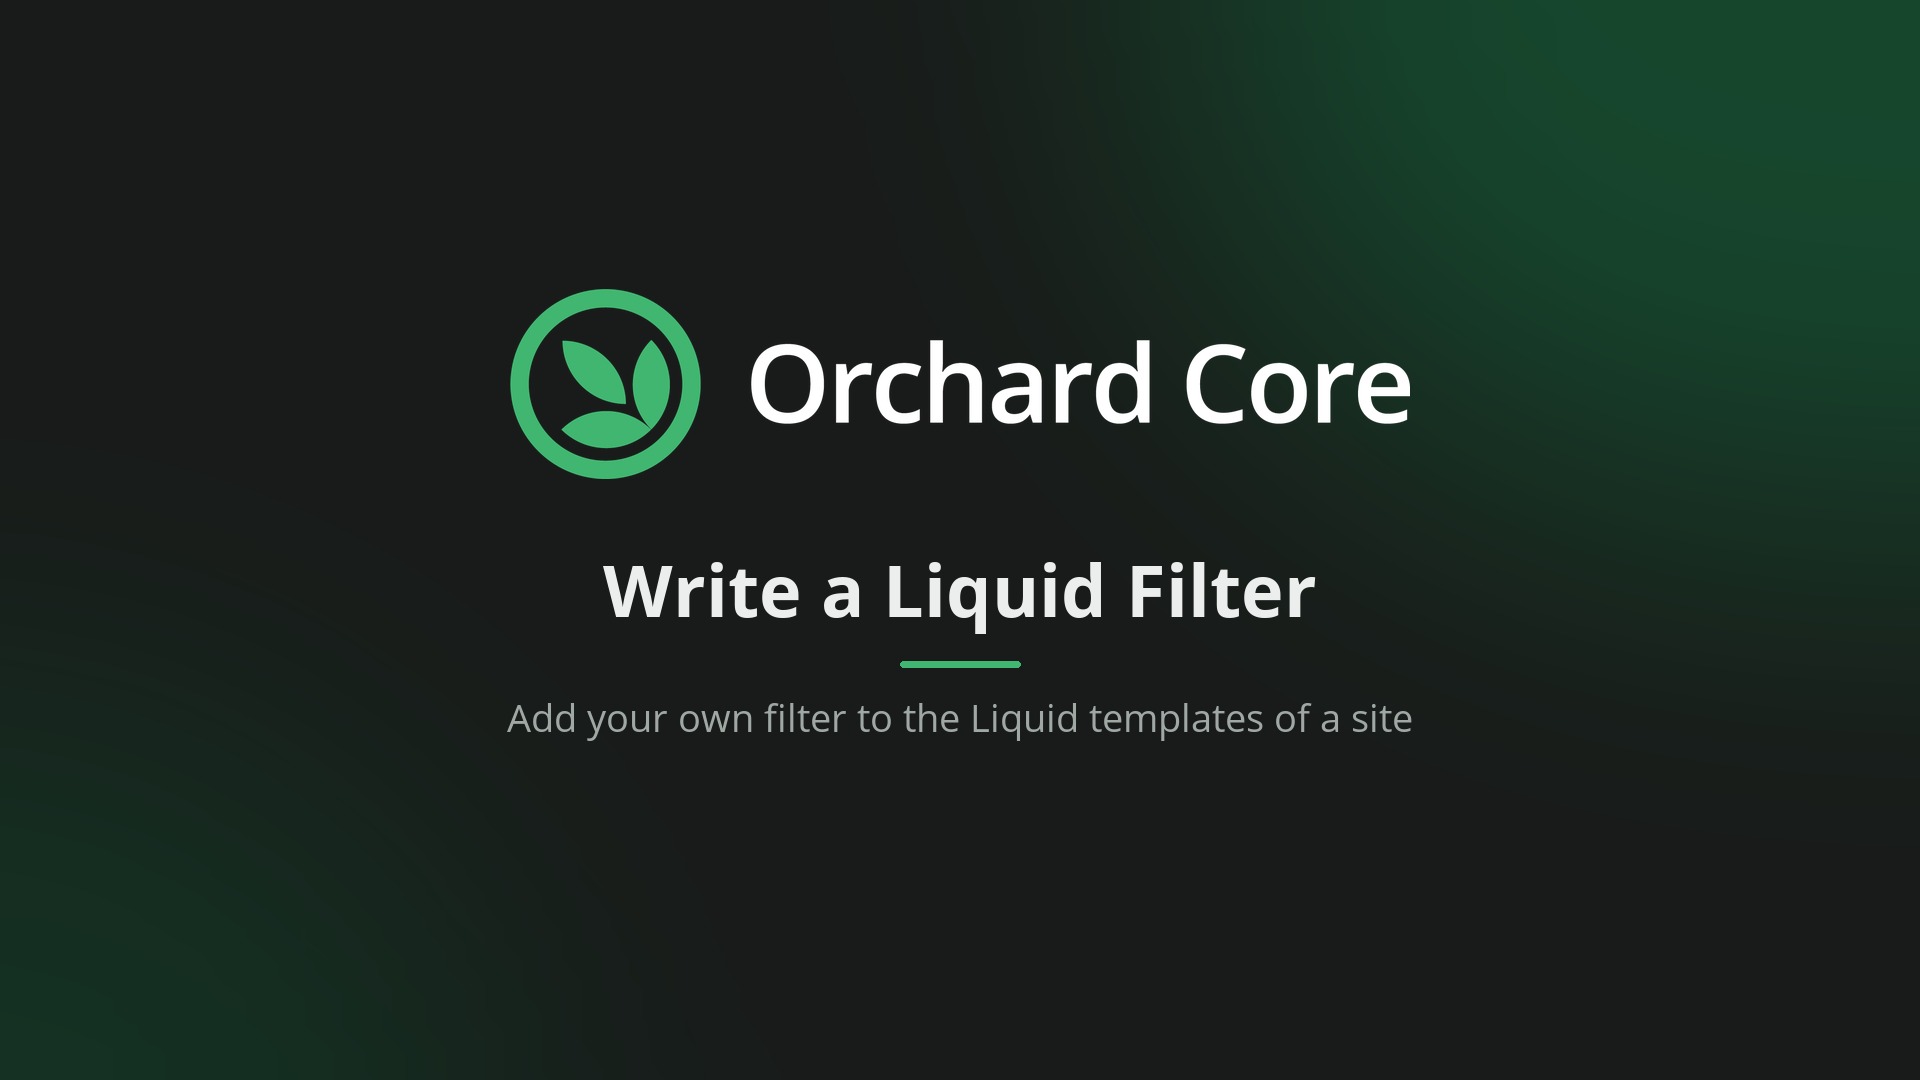 Orchard Core
Write a Liquid Filter
Add your own filter to the Liquid templates of a site